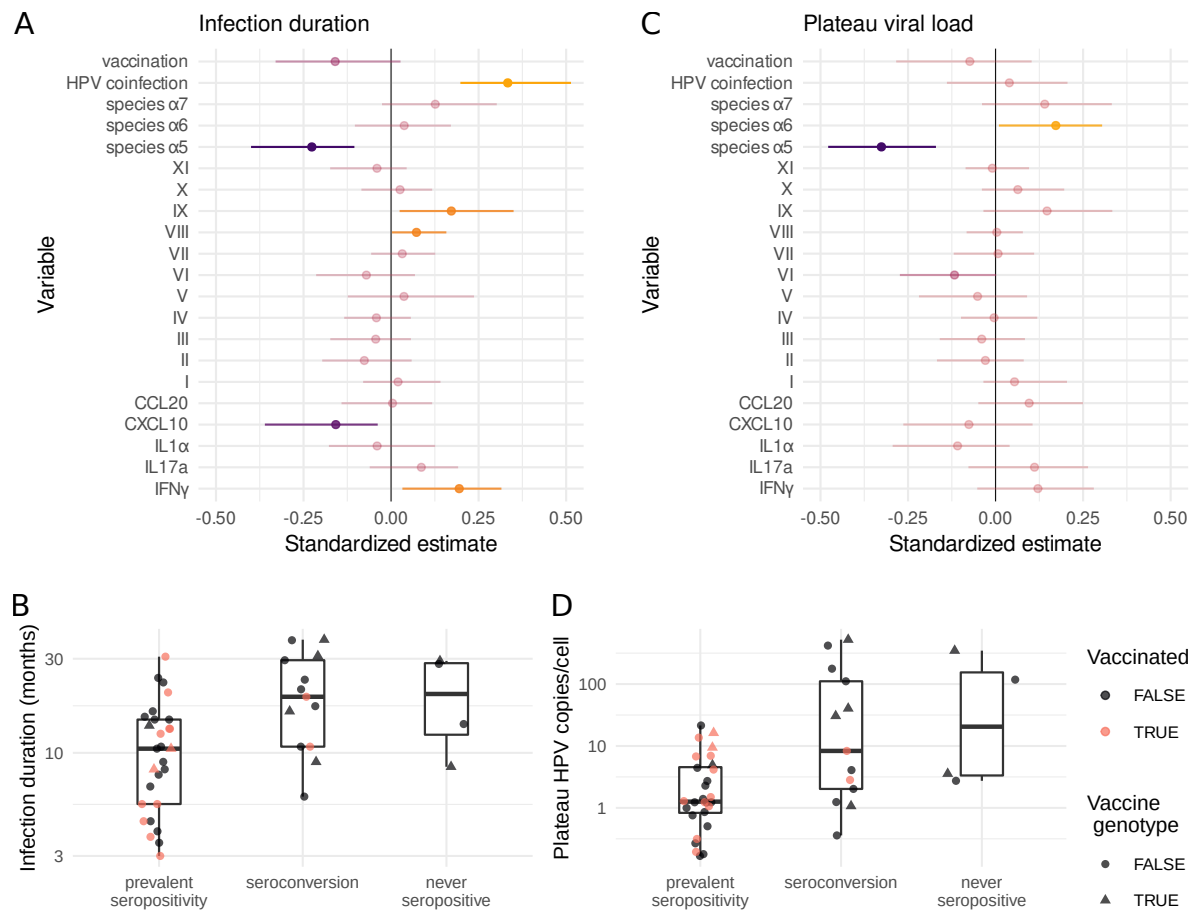 A
Infection duration
Variable
vaccination
HPV coinfection
species α7
species α6
species α5
XI
X
IX
VIII
VII
VI
V
IV
III
II
I
CCL20
CXCL10
IL1α
IL17a
IFNγ
-0.50 -0.25 0.00 0.25 0.50
Standardized estimate
C
Plateau viral load
Variable
vaccination
HPV coinfection
species α7
species α6
species α5
XI
X
IX
VIII
VII
VI
V
IV
III
II
I
CCL20
CXCL10
IL1α
IL17a
IFNγ
-0.50 -0.25 0.00 0.25 0.50
Standardized estimate
B
Infection duration (months)
30
10
3
prevalent seropositivity
seroconversion
never seropositive
D
Plateau HPV copies/cell
100
10
1
prevalent seropositivity
seroconversion
never seropositive
Vaccinated
FALSE
TRUE
Vaccine
genotype
FALSE
TRUE